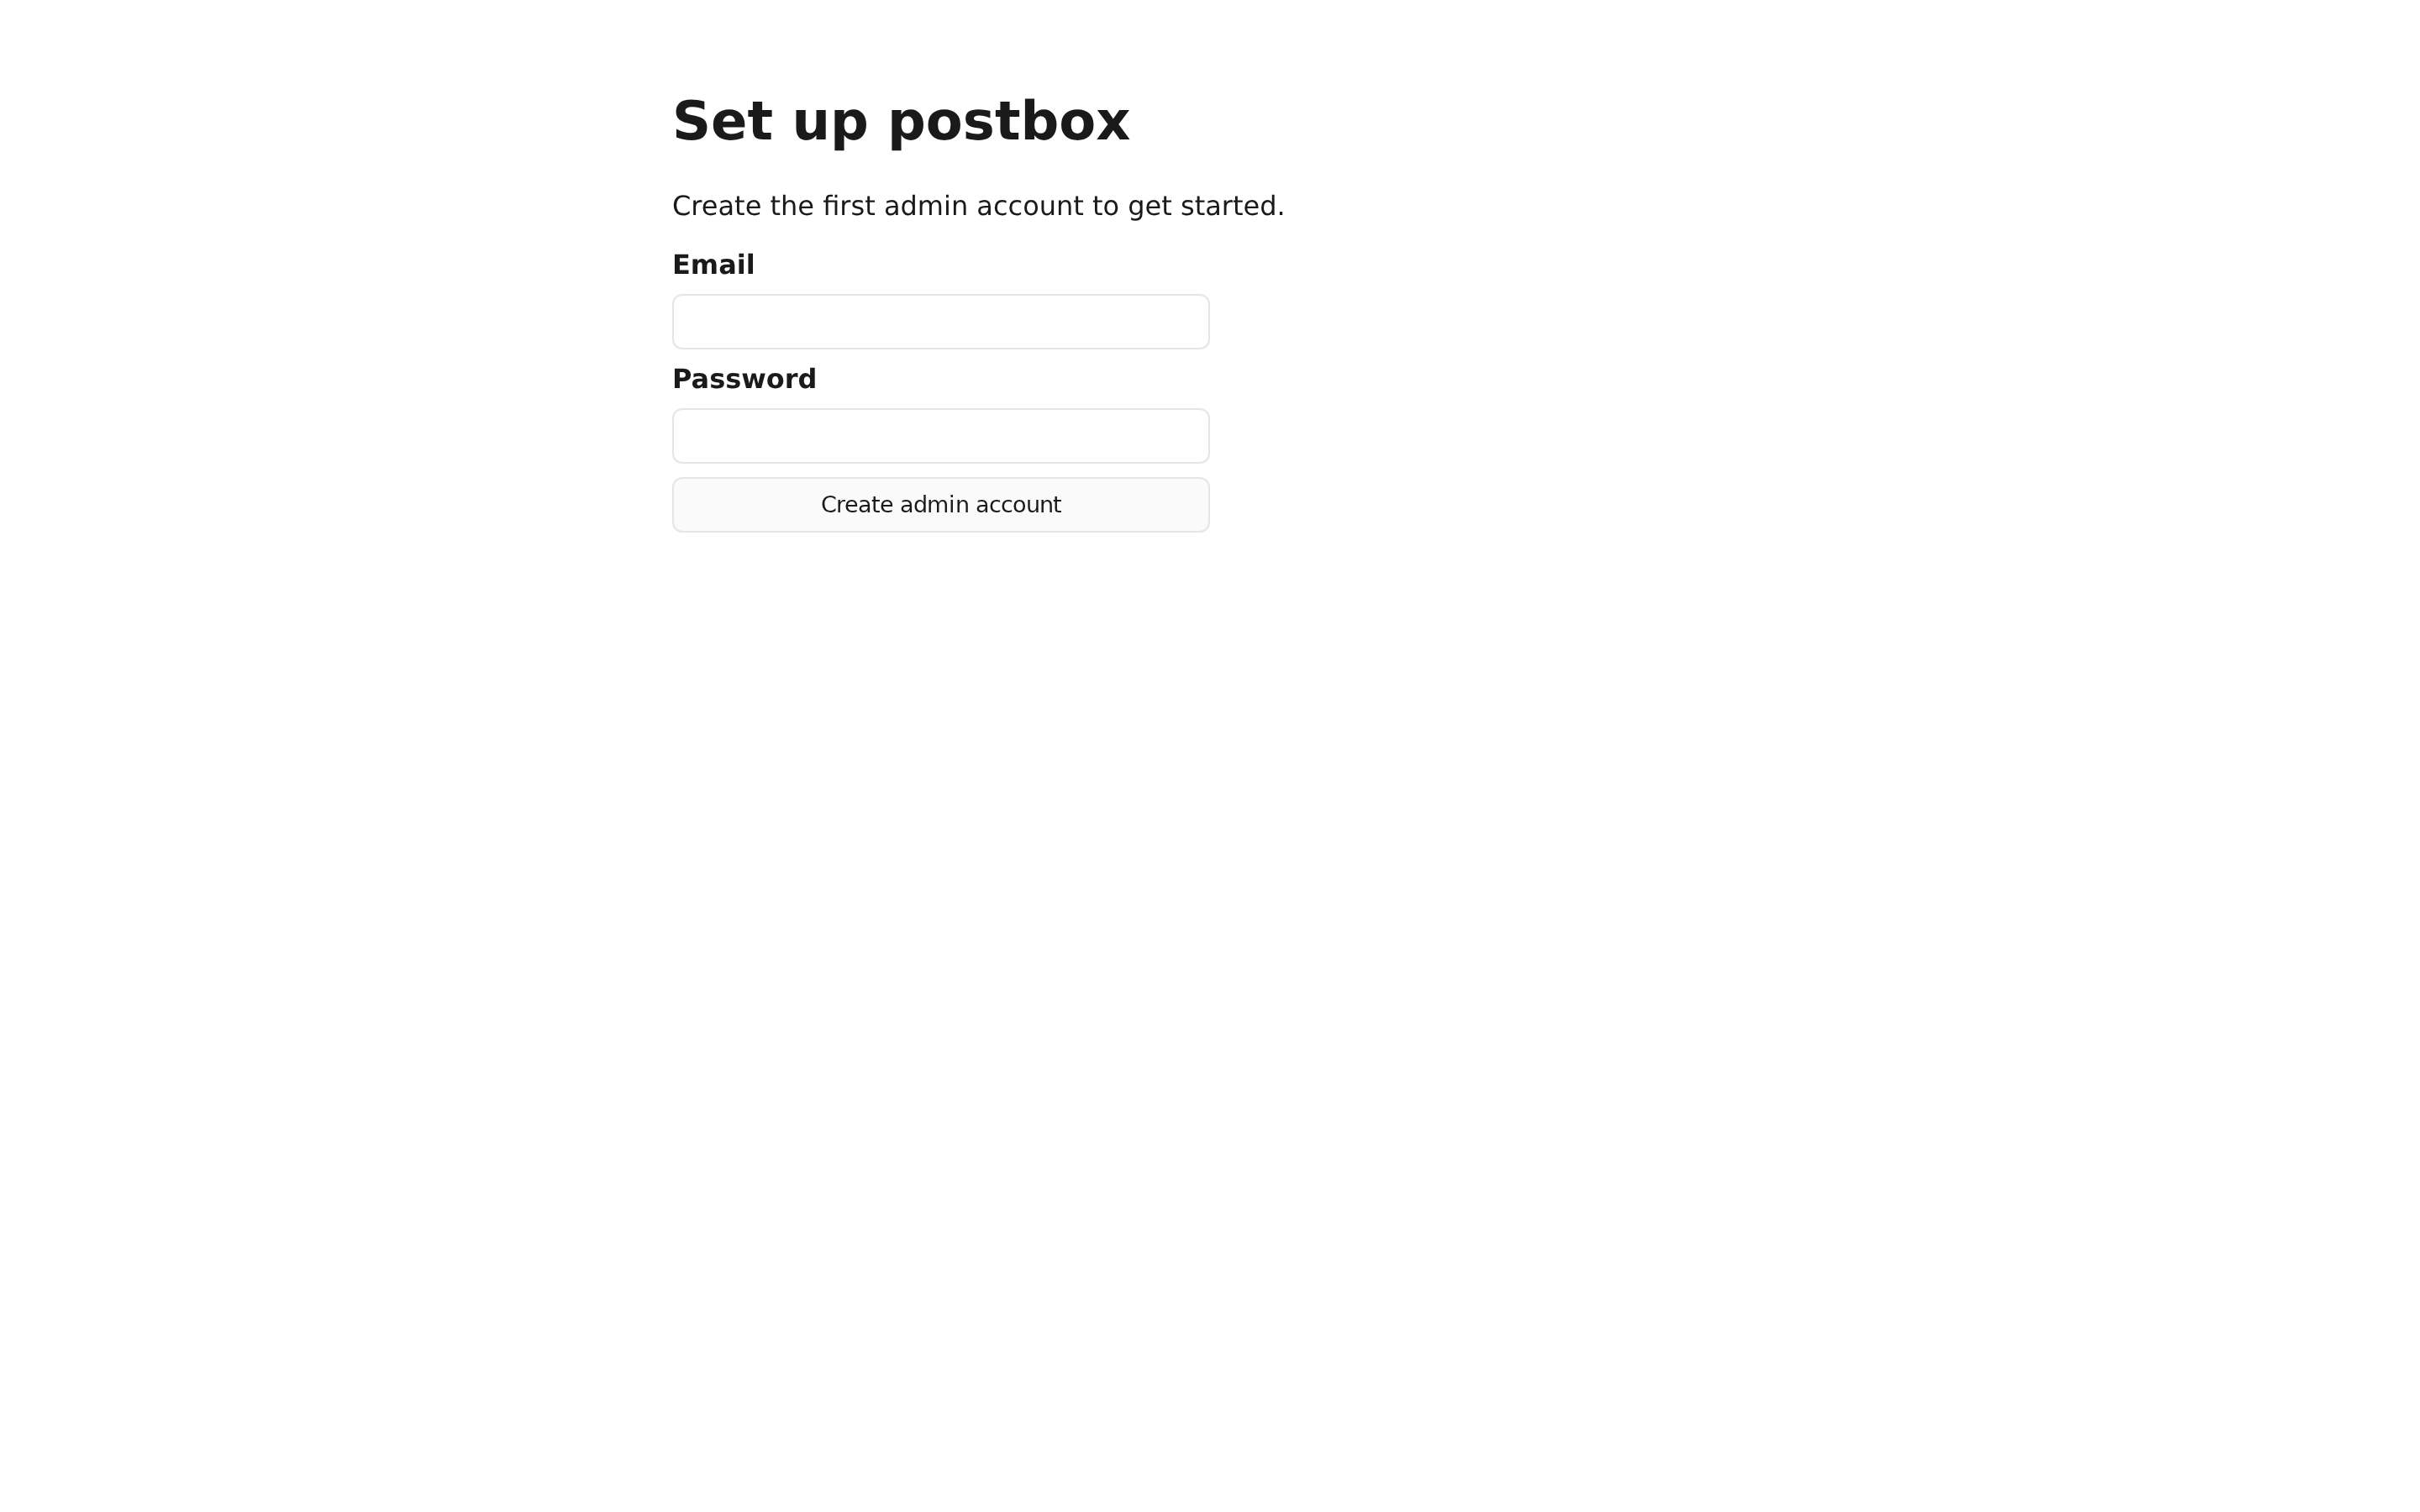 Set up postbox
Create the first admin account to get started.
Email
Password
Create admin account